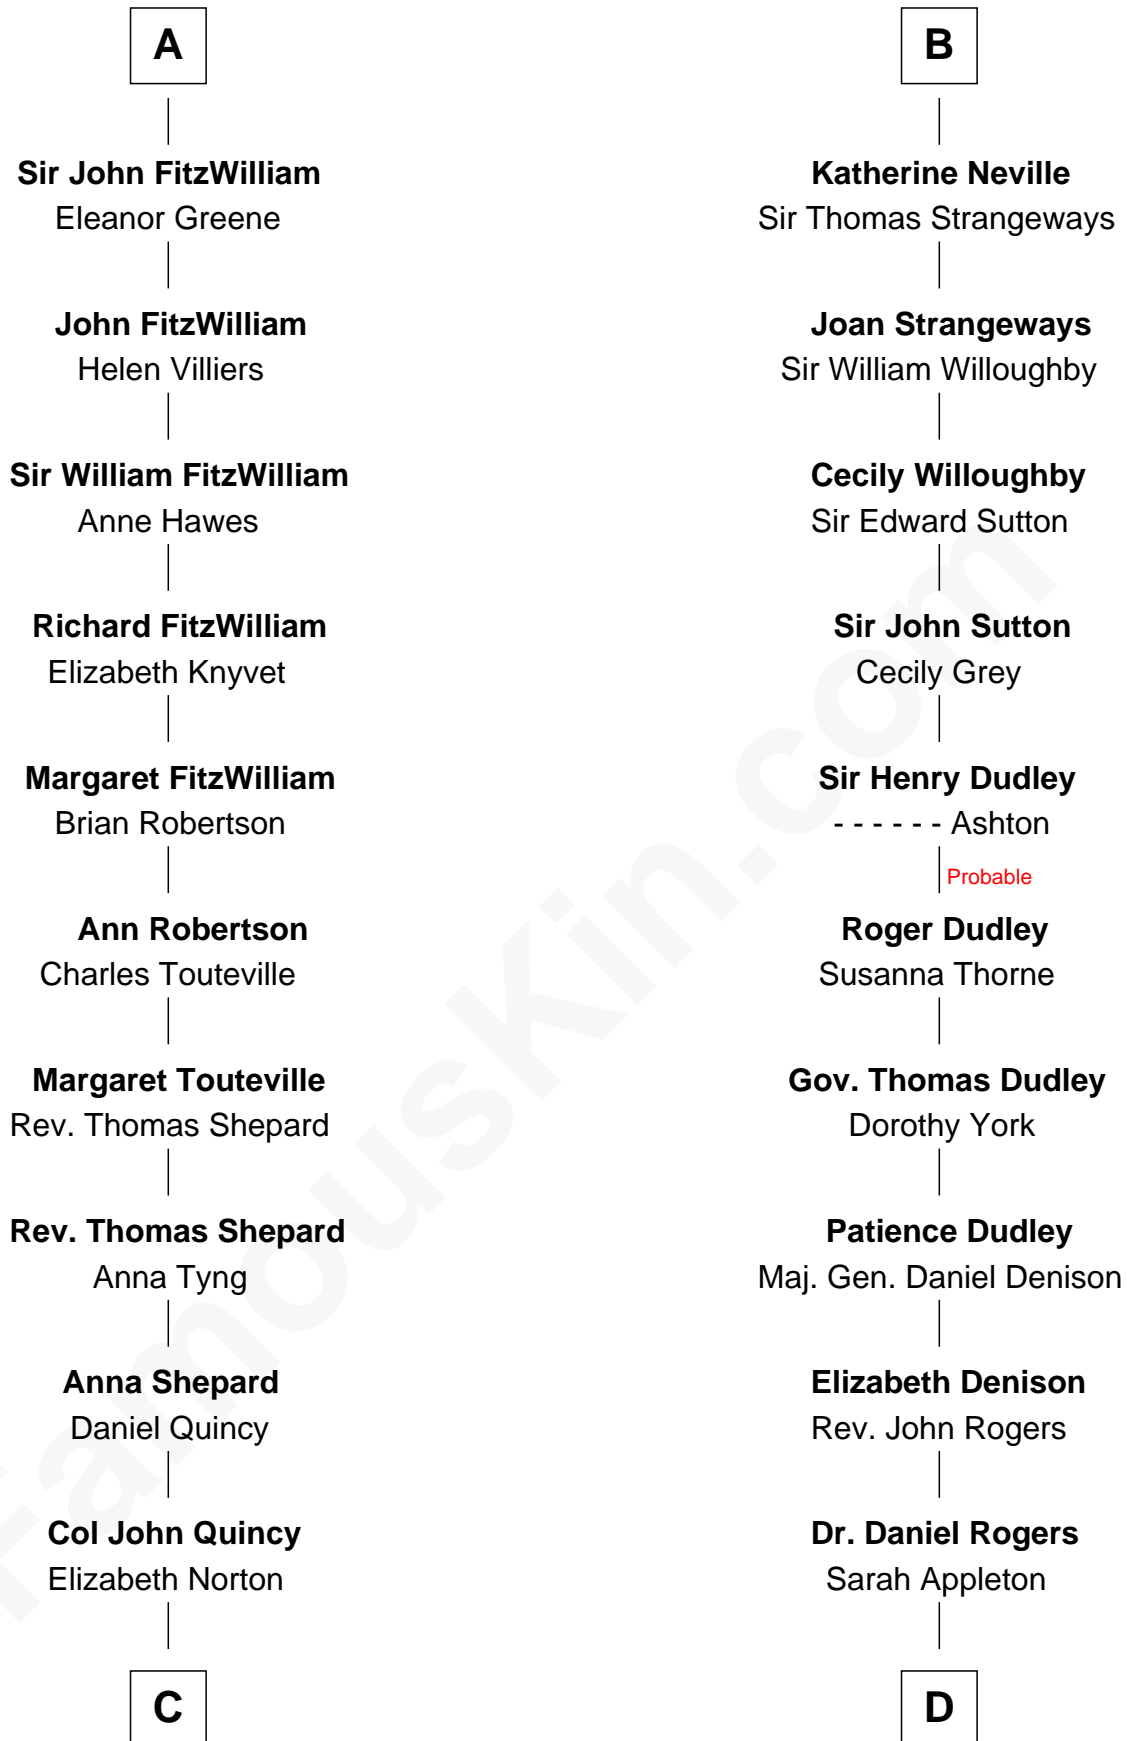 A
Sir John FitzWilliam
Eleanor Greene
John FitzWilliam
Helen Villiers
Sir William FitzWilliam
Anne Hawes
Richard FitzWilliam
Elizabeth Knyvet
Margaret FitzWilliam
Brian Robertson
Ann Robertson
Charles Touteville
Margaret Touteville
Rev. Thomas Shepard
Rev. Thomas Shepard
Anna Tyng
Anna Shepard
Daniel Quincy
Col John Quincy
Elizabeth Norton
C
B
Katherine Neville
Sir Thomas Strangeways
Joan Strangeways
Sir William Willoughby
Cecily Willoughby
Sir Edward Sutton
Sir John Sutton
Cecily Grey
Sir Henry Dudley
- - - - - - Ashton
Probable
Roger Dudley
Susanna Thorne
Gov. Thomas Dudley
Dorothy York
Patience Dudley
Maj. Gen. Daniel Denison
Elizabeth Denison
Rev. John Rogers
Dr. Daniel Rogers
Sarah Appleton
D
FamousKin.com